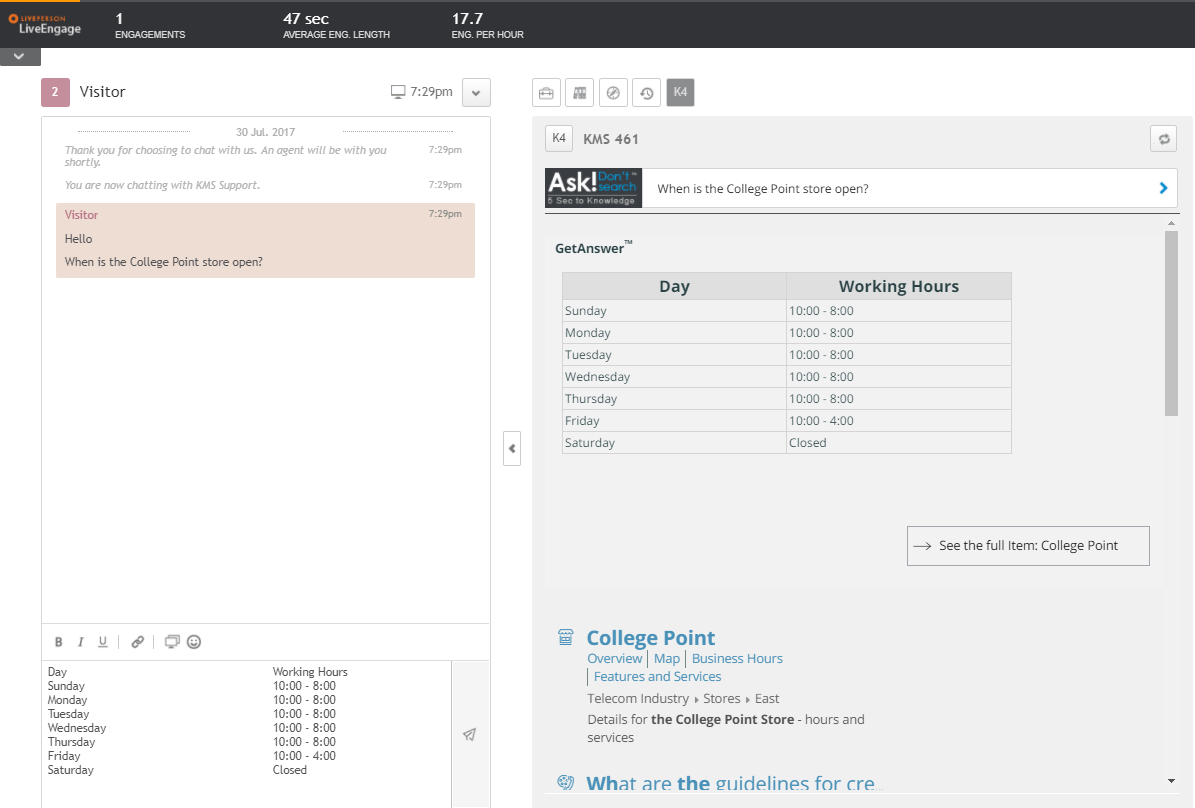 LIVEPERSON
LiveEngage
1
ENGAGEMENTS
47 sec
AVERAGE ENG. LENGTH
17.7
ENG. PER HOUR
2 Visitor 7:29pm
30 Jul. 2017
Thank you for choosing to chat with us. An agent will be with you 7:29pm
shortly.
You are now chatting with KMS Support. 7:29pm
Visitor 7:29pm
Hello
When is the College Point store open?
B I U
Day Working Hours
Sunday 10:00 - 8:00
Monday 10:00 - 8:00
Tuesday 10:00 - 8:00
Wednesday 10:00 - 8:00
Thursday 10:00 - 8:00
Friday 10:00 - 4:00
Saturday Closed
K4
K4 KMS 461
Ask! Don't™
search
5 Sec to Knowledge
When is the College Point store open?
GetAnswer™
Day Working Hours
Sunday 10:00 - 8:00
Monday 10:00 - 8:00
Tuesday 10:00 - 8:00
Wednesday 10:00 - 8:00
Thursday 10:00 - 8:00
Friday 10:00 - 4:00
Saturday Closed
See the full Item: College Point
College Point
Overview | Map | Business Hours
| Features and Services
Telecom Industry ▸ Stores ▸ East
Details for the College Point Store - hours and
services
What are the guidelines for cre...